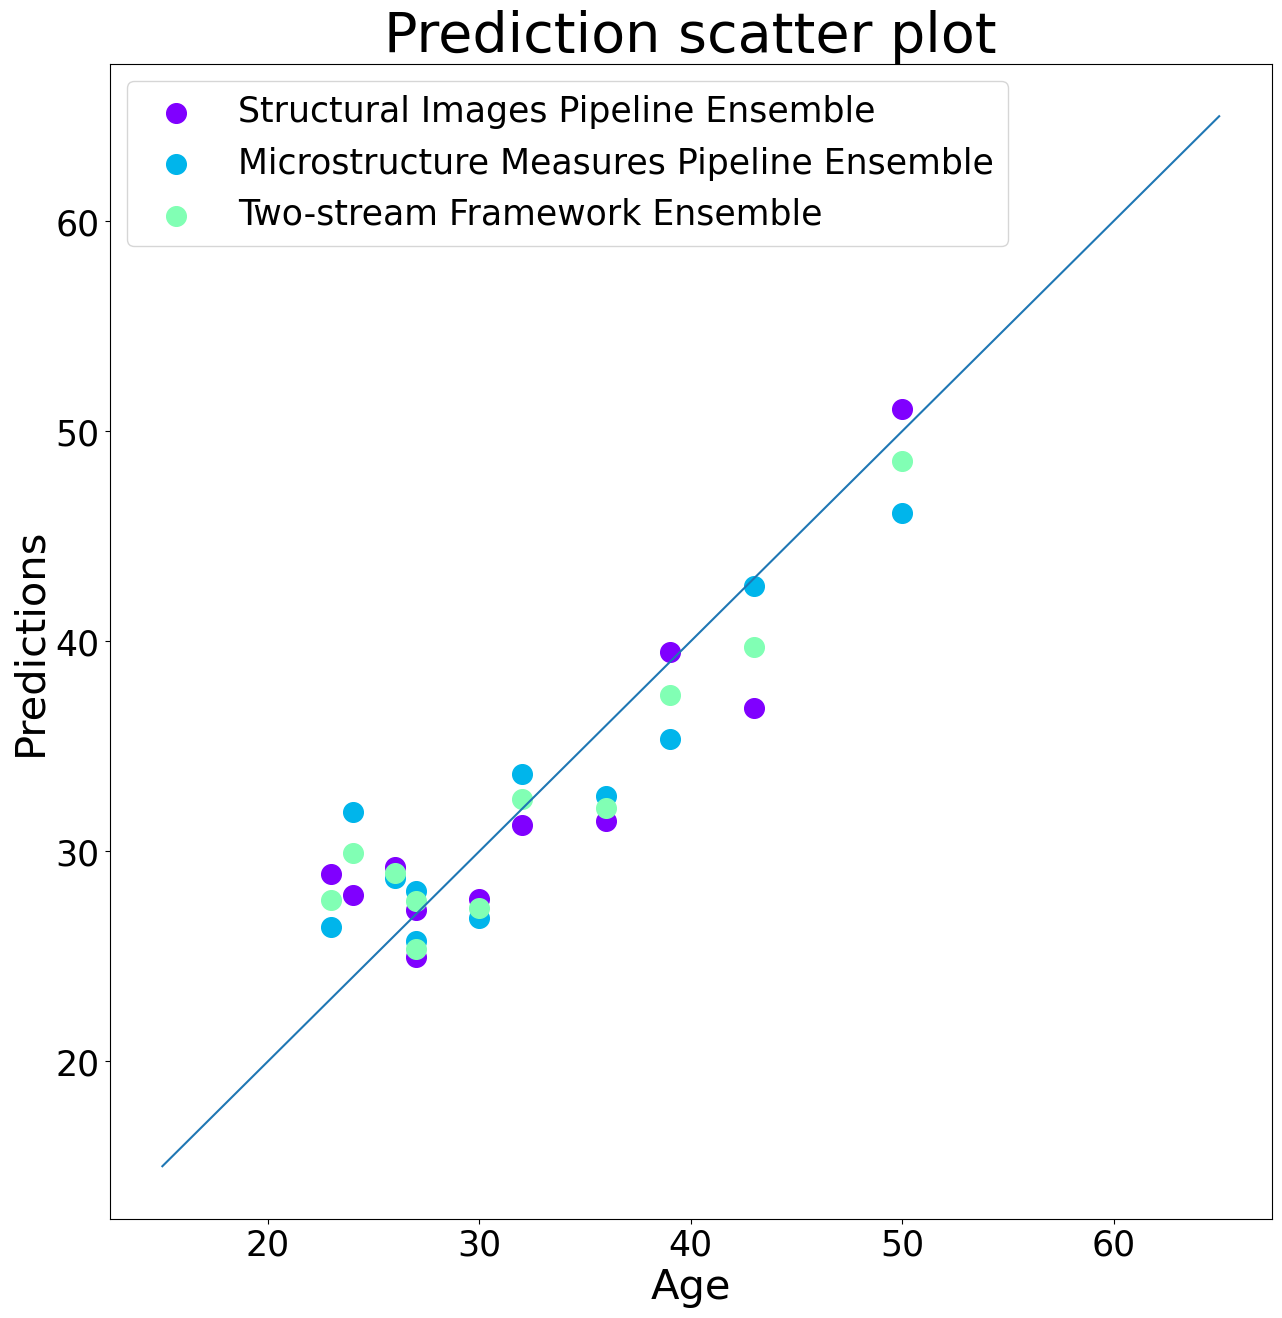 Prediction scatter plot
Structural Images Pipeline Ensemble
Microstructure Measures Pipeline Ensemble
Two-stream Framework Ensemble
60
50
40
30
20
Predictions
20 30 40 50 60
Age